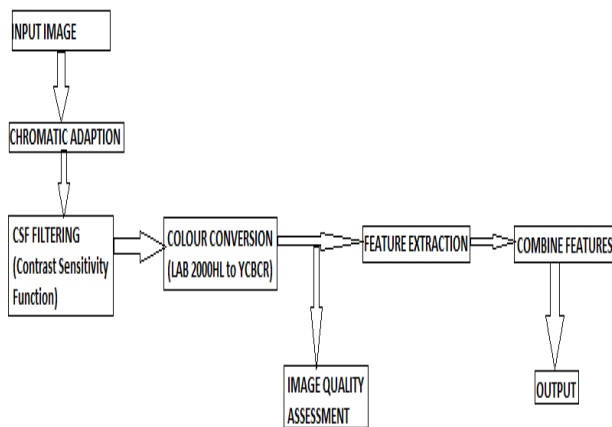 INPUT IMAGE
CHROMATIC ADAPTION
CSF FILTERING
(Contrast Sensitivity
Function)
COLOUR CONVERSION
(LAB 2000HL to YCBCR)
FEATURE EXTRACTION
COMBINE FEATURES
IMAGE QUALITY
ASSESSMENT
OUTPUT